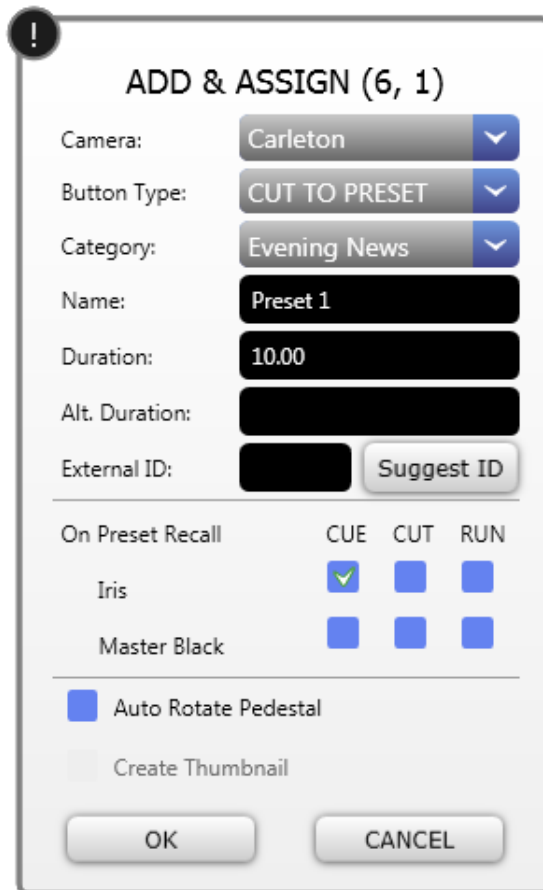 !
ADD & ASSIGN (6, 1)
Camera: Carleton
Button Type: CUT TO PRESET
Category: Evening News
Name: Preset 1
Duration: 10.00
Alt. Duration:
External ID: Suggest ID
On Preset Recall CUE CUT RUN
Iris
Master Black
Auto Rotate Pedestal
Create Thumbnail
OK CANCEL